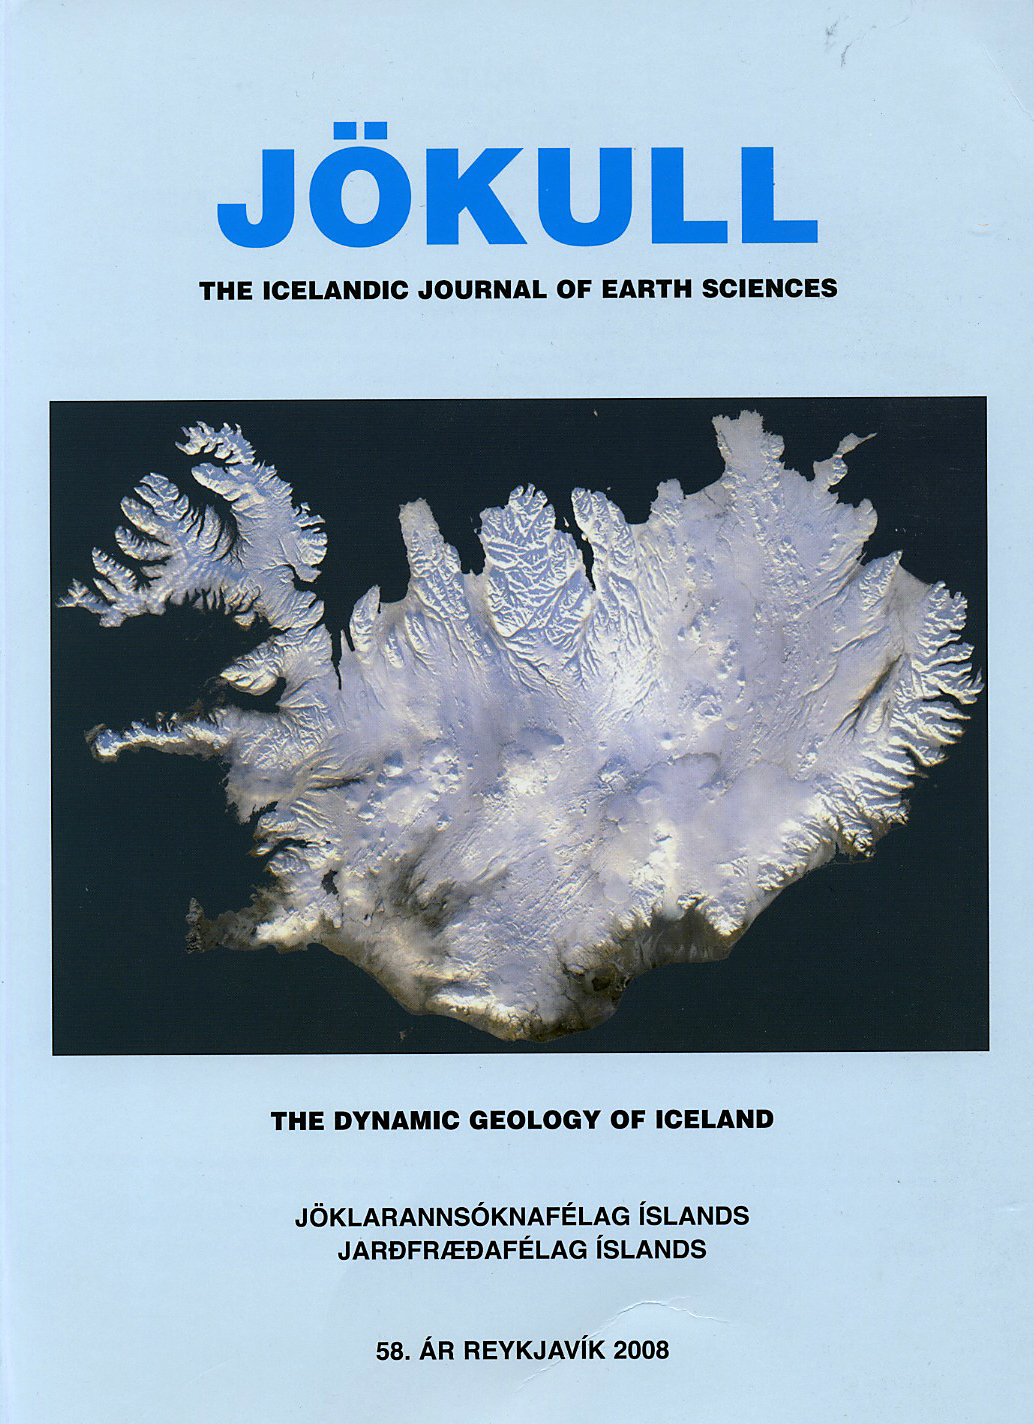 JÖKULL
THE ICELANDIC JOURNAL OF EARTH SCIENCES
THE DYNAMIC GEOLOGY OF ICELAND
JÖKLARANNSÓKNAFÉLAG ÍSLANDS
JARÐFRÆÐAFÉLAG ÍSLANDS
58. ÁR REYKJAVÍK 2008